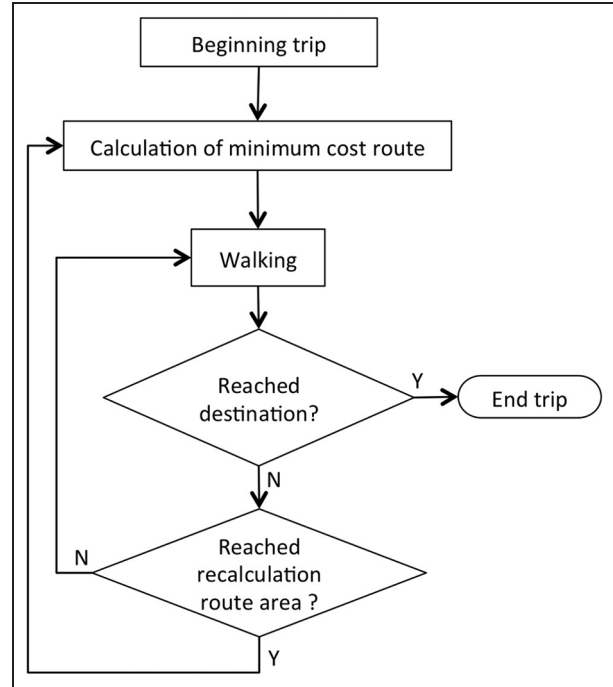 Beginning trip
Calculation of minimum cost route
Walking
Reached
destination?
Y
End trip
N
Reached
recalculation
route area ?
N
Y